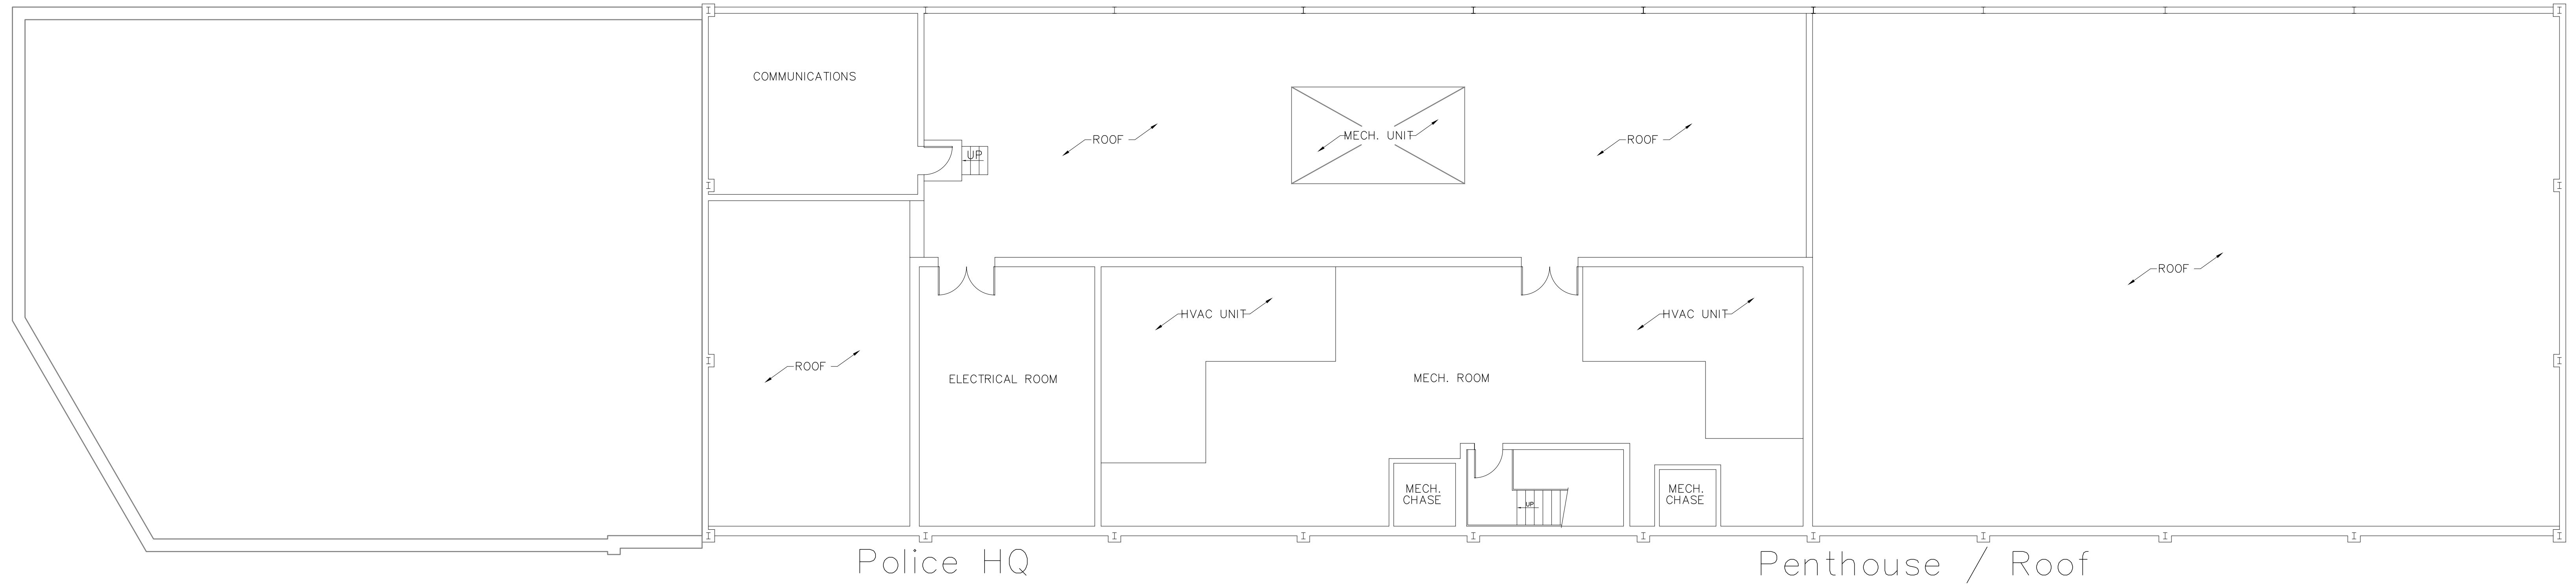 COMMUNICATIONS
UP
ROOF
MECH. UNIT
ROOF
ROOF
HVAC UNIT
HVAC UNIT
ROOF
ELECTRICAL ROOM
MECH. ROOM
MECH.
CHASE
UP
MECH.
CHASE
Police HQ
Penthouse / Roof